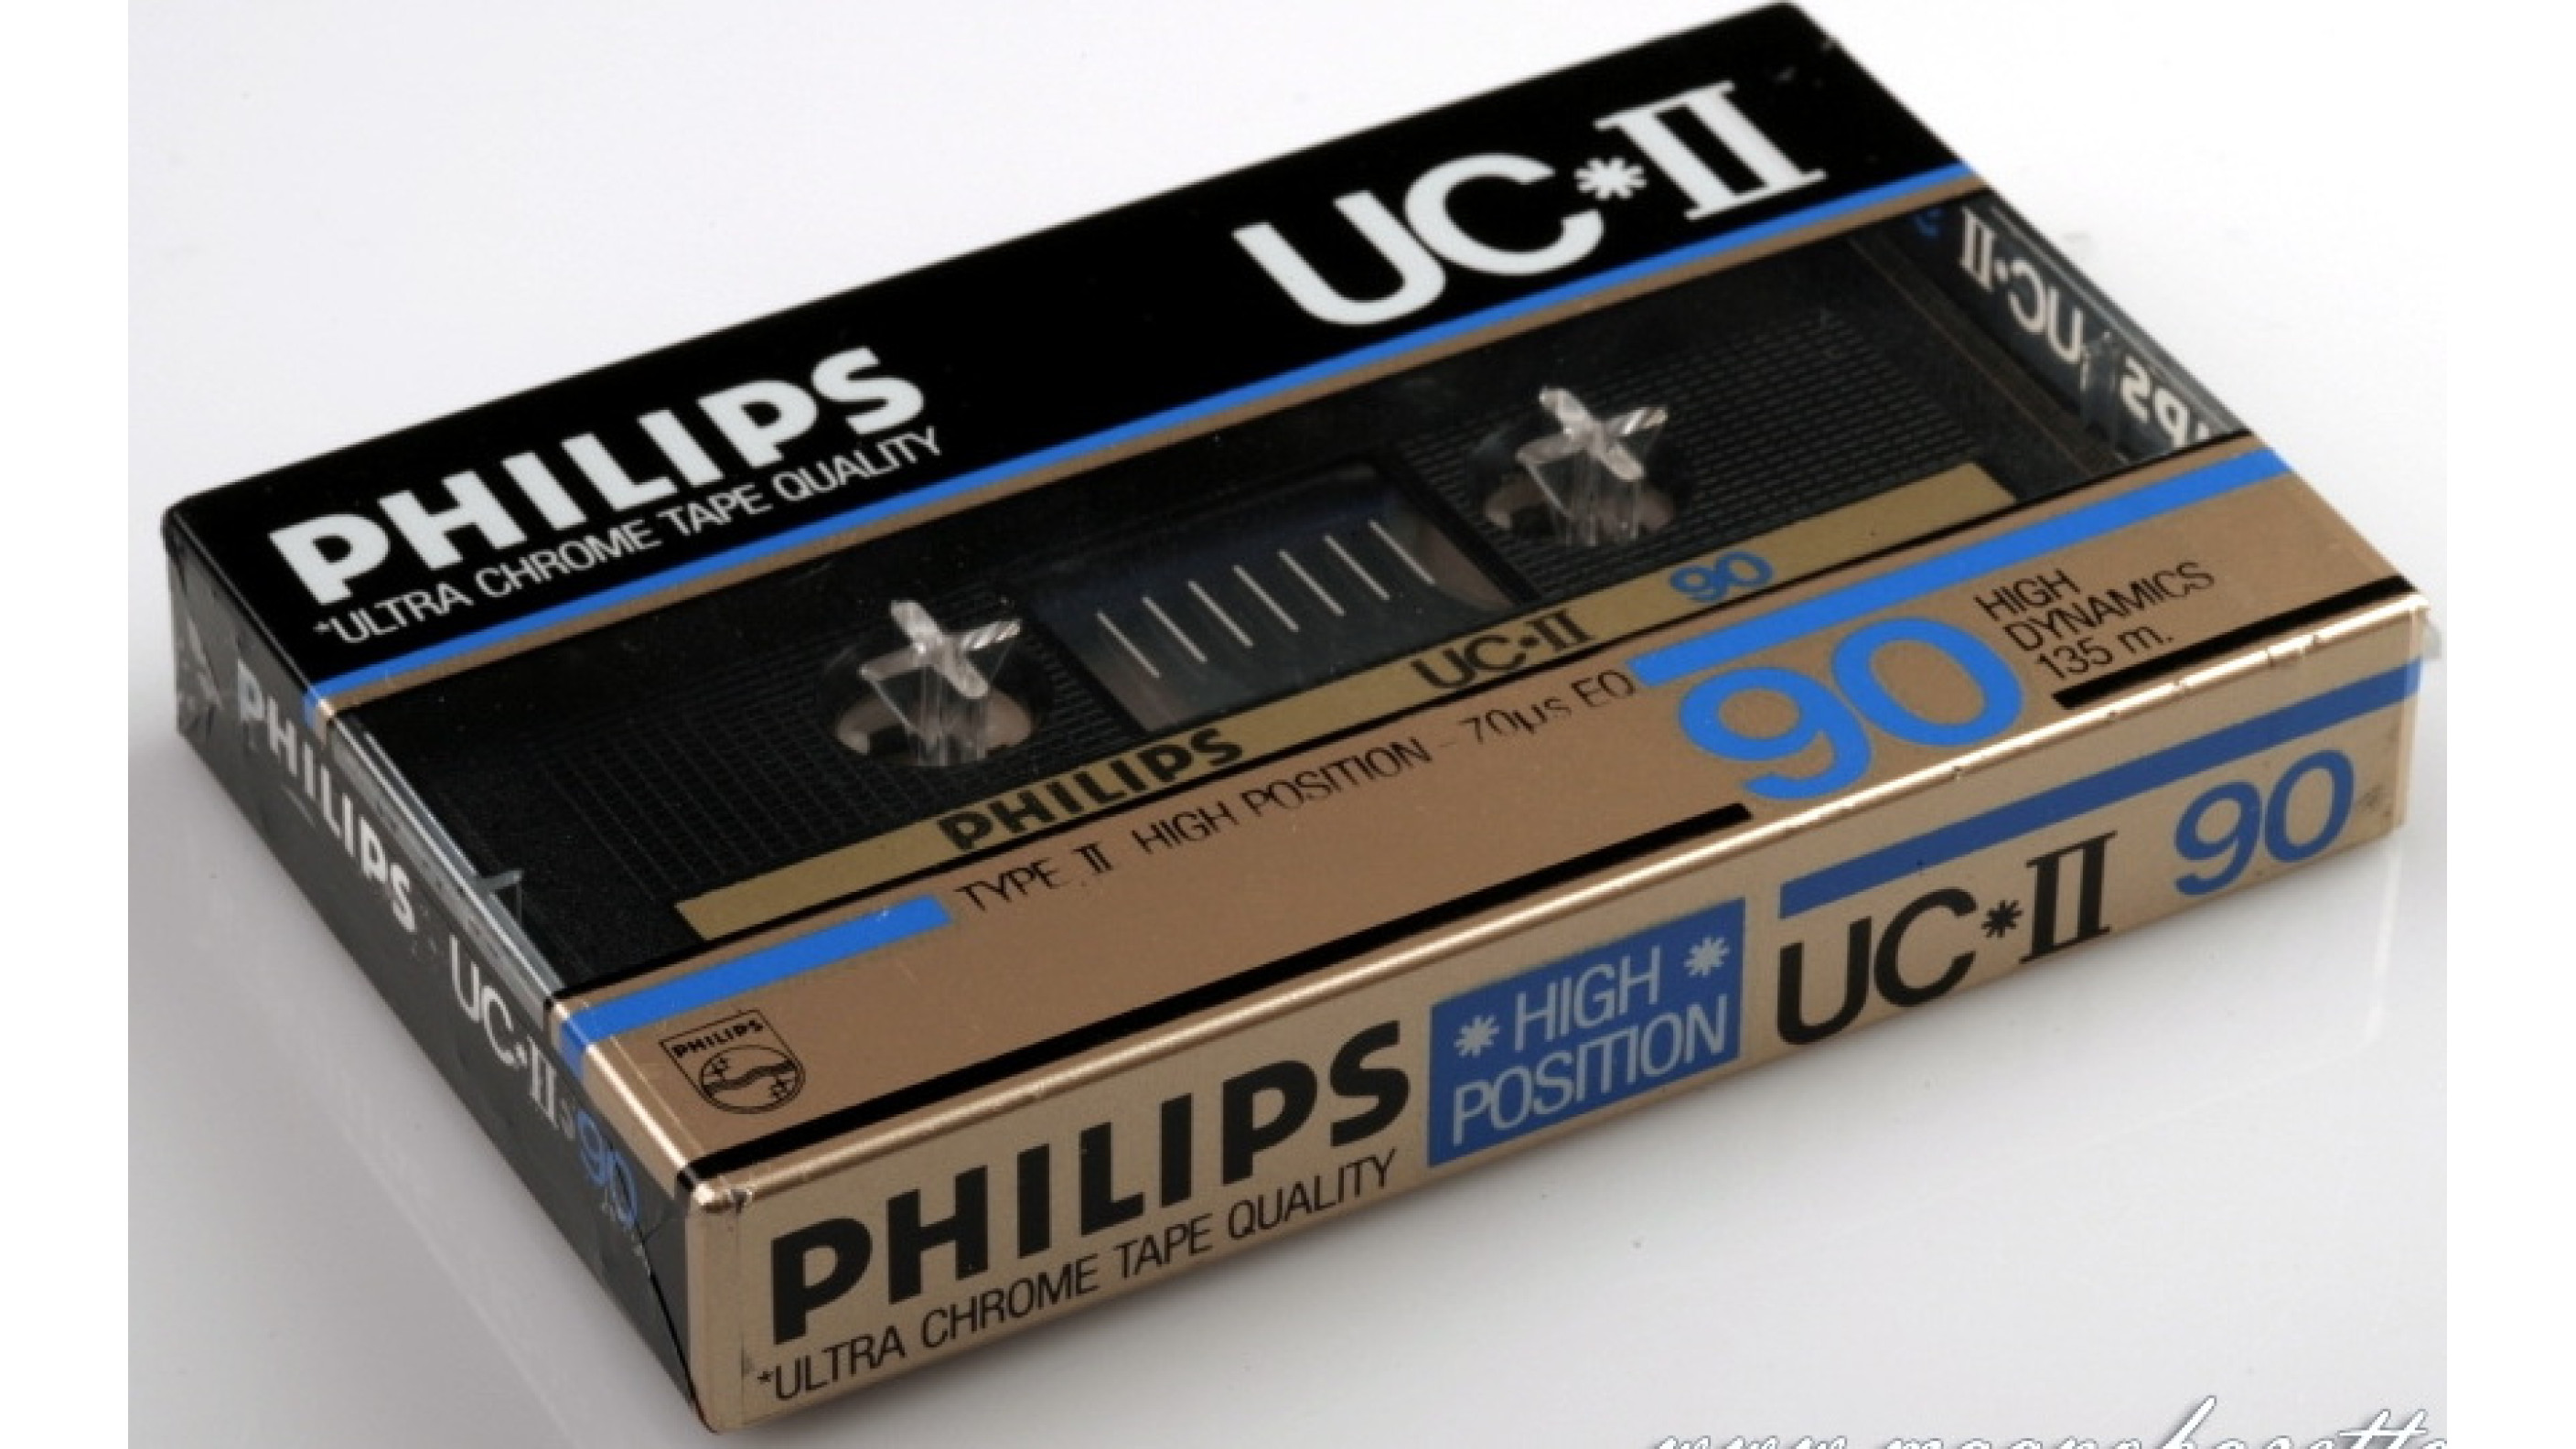 UC*II
PHILIPS
*ULTRA CHROME TAPE QUALITY
PHILIPS UC•II 90
TYPE II HIGH POSITION - 70µs EQ
90
HIGH
DYNAMICS
135 m.
PHILIPS
PHILIPS UC•II 90
PHILIPS
*ULTRA CHROME TAPE QUALITY
* HIGH *
POSITION
UC*II 90
UC•II